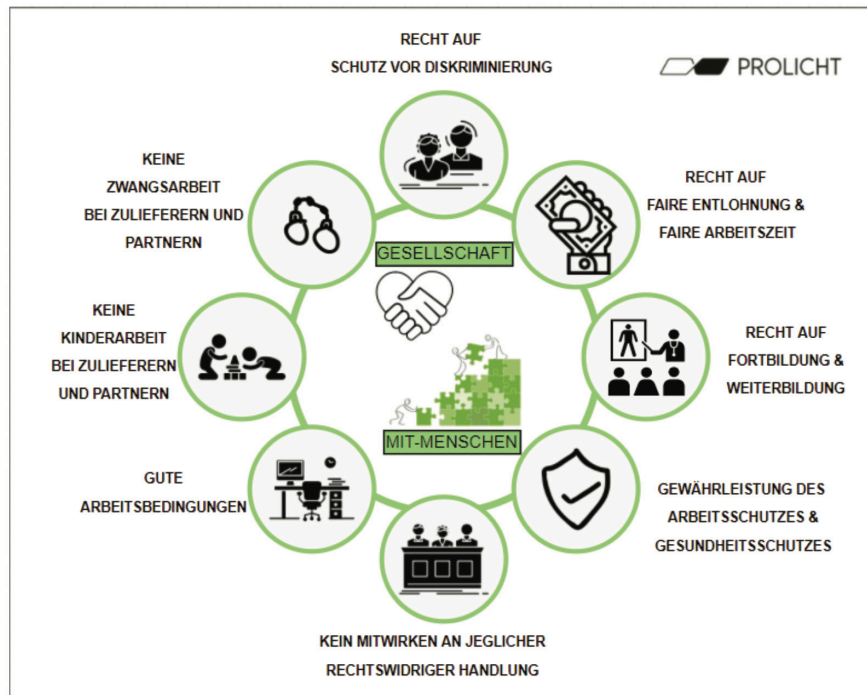 RECHT AUF
SCHUTZ VOR DISKRIMINIERUNG
PROLICHT
KEINE
ZWANGSARBEIT
BEI ZULIEFERERN UND
PARTNERN
RECHT AUF
FAIRE ENTLOHNUNG &
FAIRE ARBEITSZEIT
GESELLSCHAFT
KEINE
KINDERARBEIT
BEI ZULIEFERERN
UND PARTNERN
RECHT AUF
FORTBILDUNG &
WEITERBILDUNG
MIT-MENSCHEN
GUTE
ARBEITSBEDINGUNGEN
GEWÄHRLEISTUNG DES
ARBEITSSCHUTZES &
GESUNDHEITSSCHUTZES
KEIN MITWIRKEN AN JEGLICHER
RECHTSWIDRIGER HANDLUNG